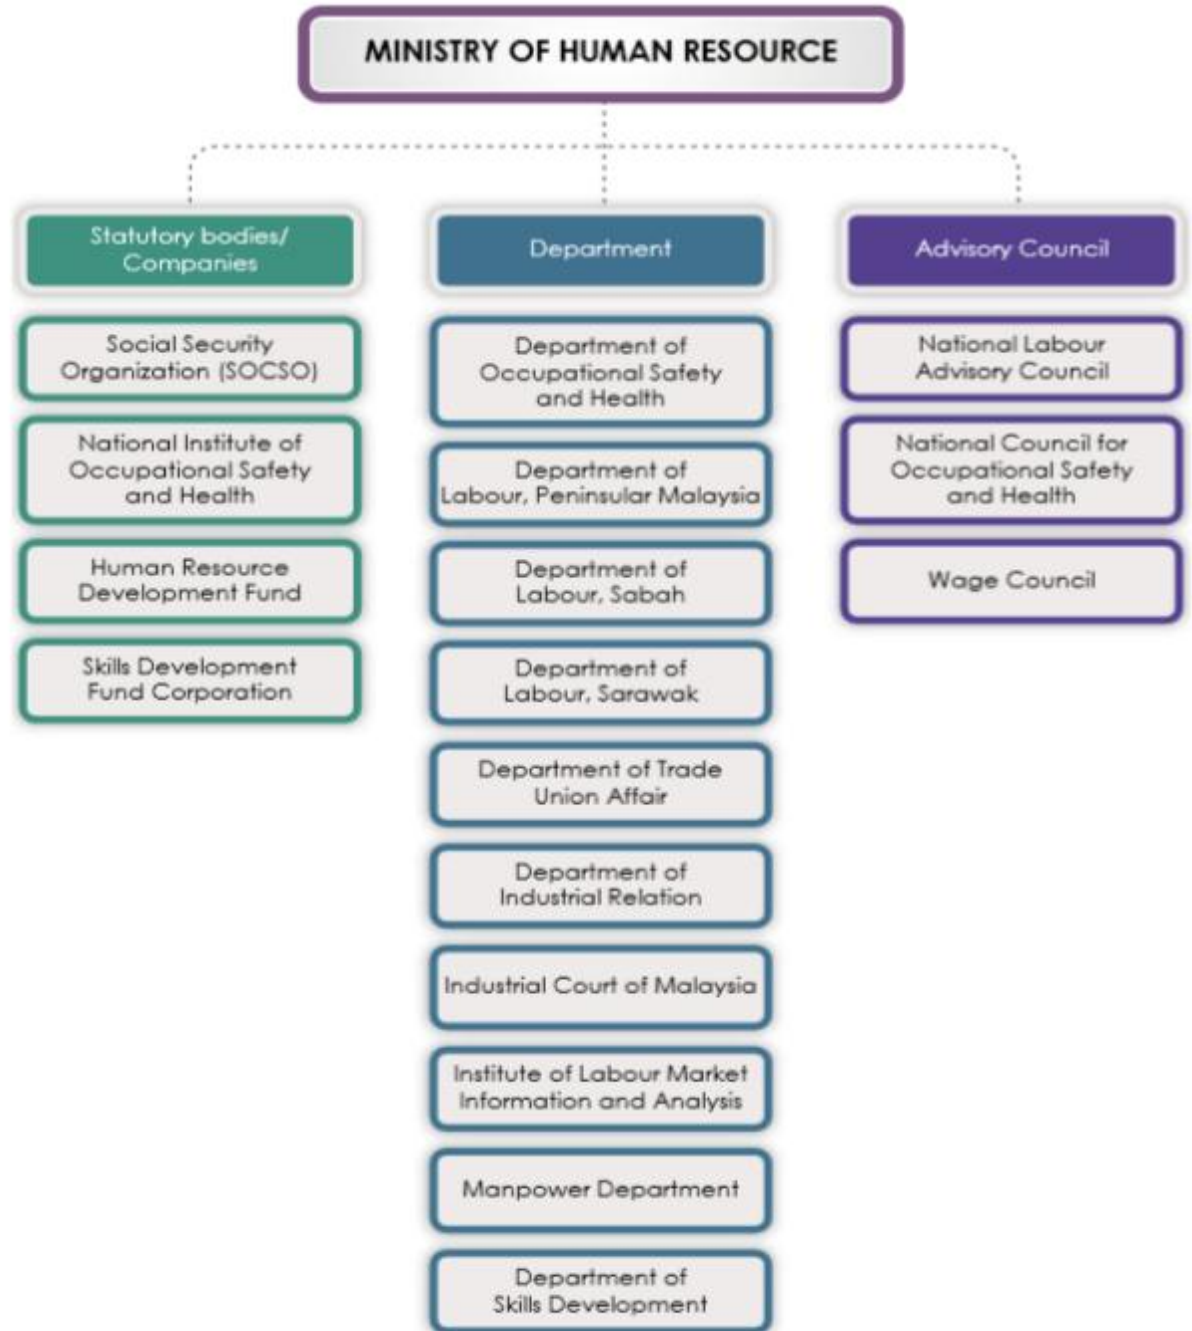 MINISTRY OF HUMAN RESOURCE
Statutory bodies/
Companies
Social Security
Organization (SOCSO)
National Institute of
Occupational Safety
and Health
Human Resource
Development Fund
Skills Development
Fund Corporation
Department
Department of
Occupational Safety
and Health
Department of
Labour, Peninsular Malaysia
Department of
Labour, Sabah
Department of
Labour, Sarawak
Department of Trade
Union Affair
Department of
Industrial Relation
Industrial Court of Malaysia
Institute of Labour Market
Information and Analysis
Manpower Department
Department of
Skills Development
Advisory Council
National Labour
Advisory Council
National Council for
Occupational Safety
and Health
Wage Council